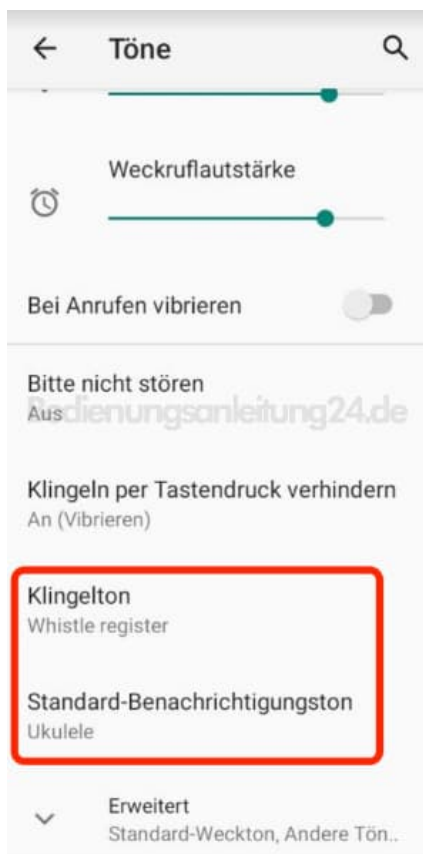 Töne
Weckruflautstärke
Bei Anrufen vibrieren
Bitte nicht stören
Aus
Bedienungsanleitung24.de
Klingeln per Tastendruck verhindern
An (Vibrieren)
Klingelton
Whistle register
Standard-Benachrichtigungston
Ukulele
Erweitert
Standard-Weckton, Andere Tön..